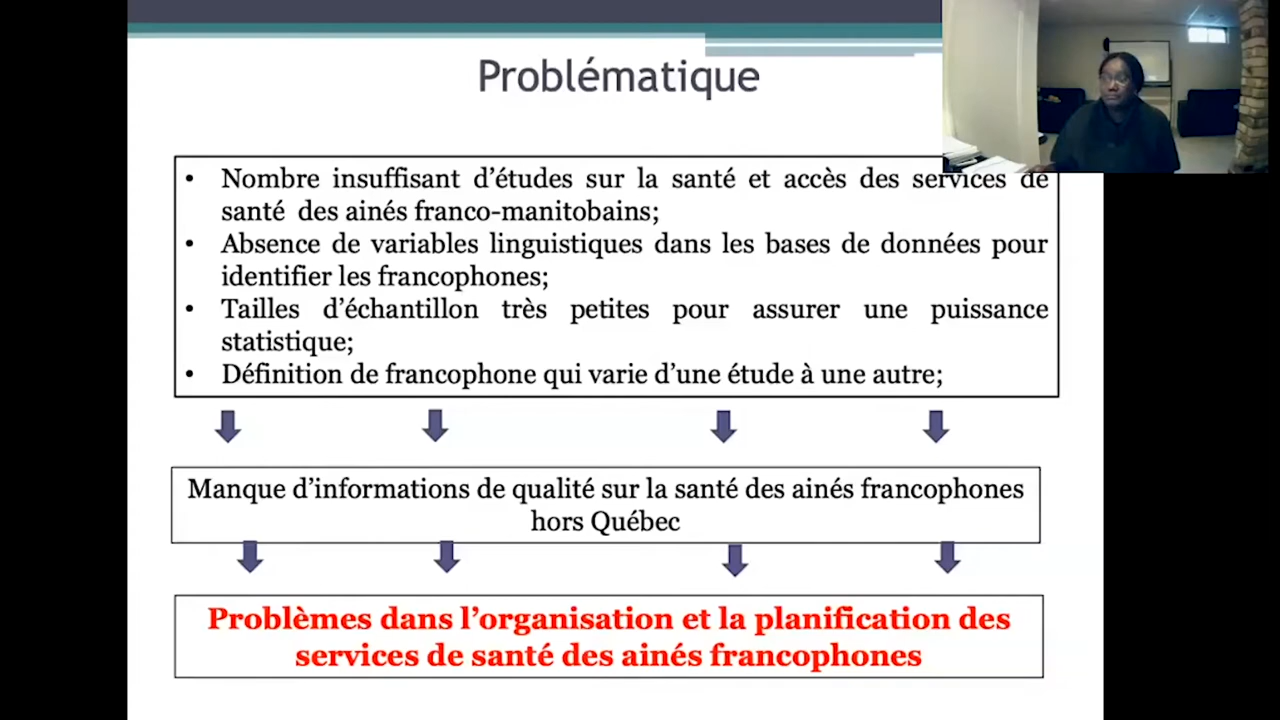 Problématique
• Nombre insuffisant d’études sur la santé et accès des services de
santé des ainés franco-manitobains;
• Absence de variables linguistiques dans les bases de données pour
identifier les francophones;
• Tailles d’échantillon très petites pour assurer une puissance
statistique;
• Définition de francophone qui varie d’une étude à une autre;
Manque d’informations de qualité sur la santé des ainés francophones
hors Québec
Problèmes dans l’organisation et la planification des
services de santé des ainés francophones